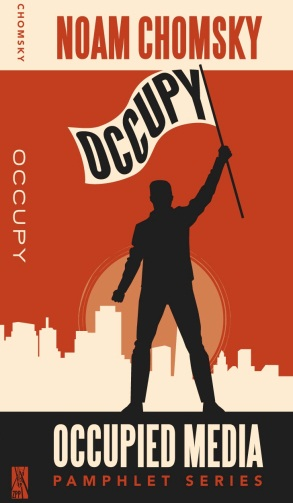 CHOMSKY
OCCUPY
NOAM CHOMSKY
OCCUPY
OCCUPIED MEDIA
PAMPHLET SERIES